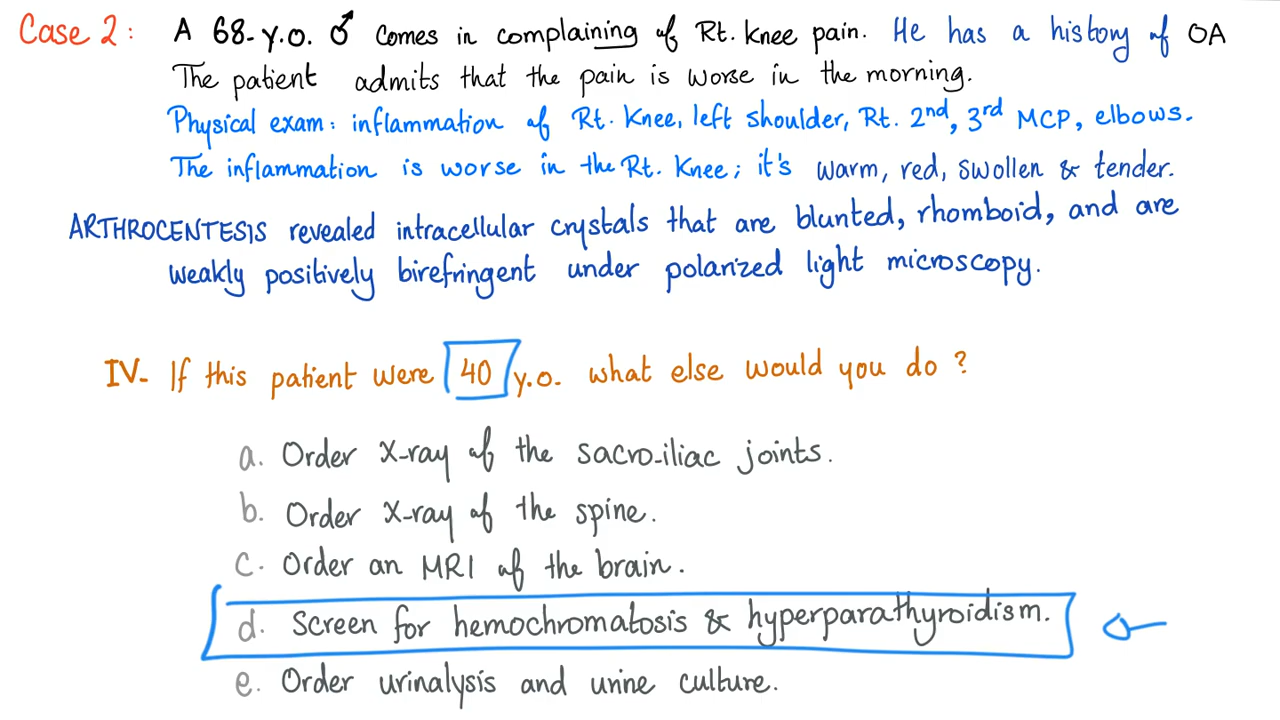 Case 2: A 68-y.o. ♂ comes in complaining of Rt. knee pain. He has a history of OA
The patient admits that the pain is worse in the morning.
Physical exam: inflammation of Rt. Knee, left shoulder, Rt. 2nd, 3rd MCP, elbows.
The inflammation is worse in the Rt. Knee; it's warm, red, swollen & tender.
ARTHROCENTESIS revealed intracellular crystals that are blunted, rhomboid, and are
weakly positively birefringent under polarized light microscopy.
IV- If this patient were 40 y.o. what else would you do?
a. Order X-ray of the sacro-iliac joints.
b. Order X-ray of the spine.
c. Order an MRI of the brain.
d. Screen for hemochromatosis & hyperparathyroidism.
e. Order urinalysis and urine culture.